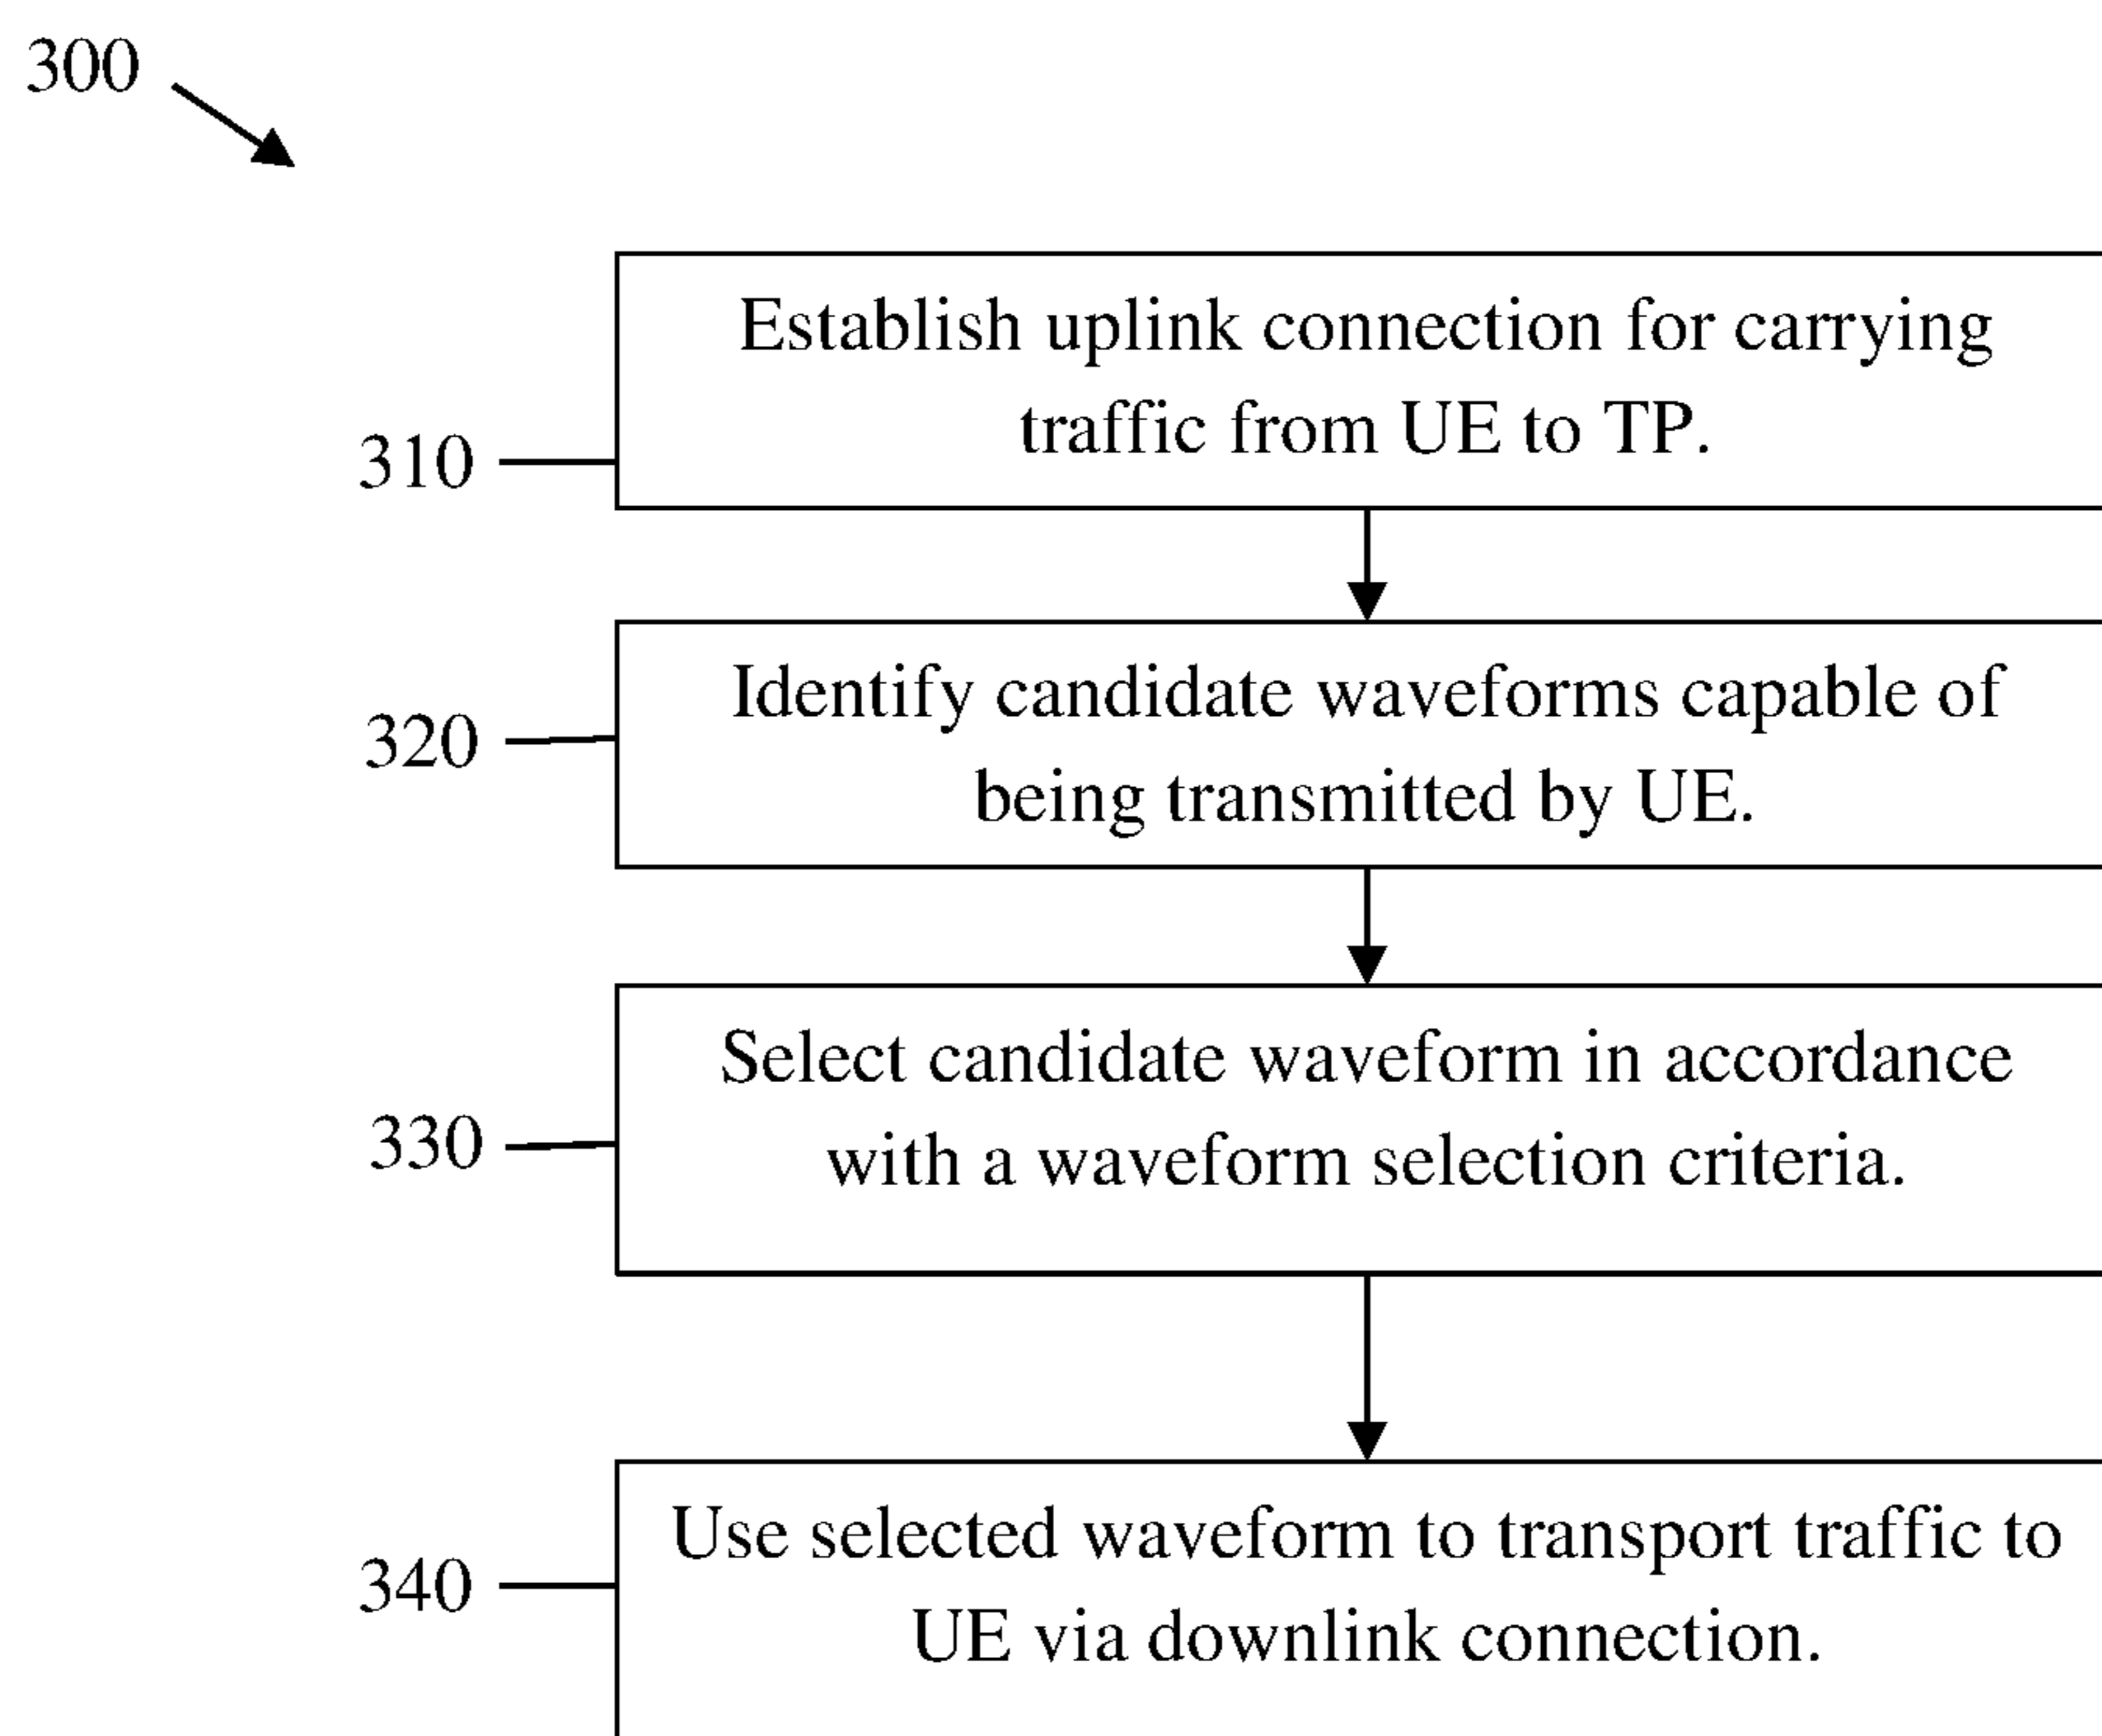 300
Establish uplink connection for carrying
traffic from UE to TP.
310
Identify candidate waveforms capable of
being transmitted by UE.
320
Select candidate waveform in accordance
with a waveform selection criteria.
330
Use selected waveform to transport traffic to
UE via downlink connection.
340